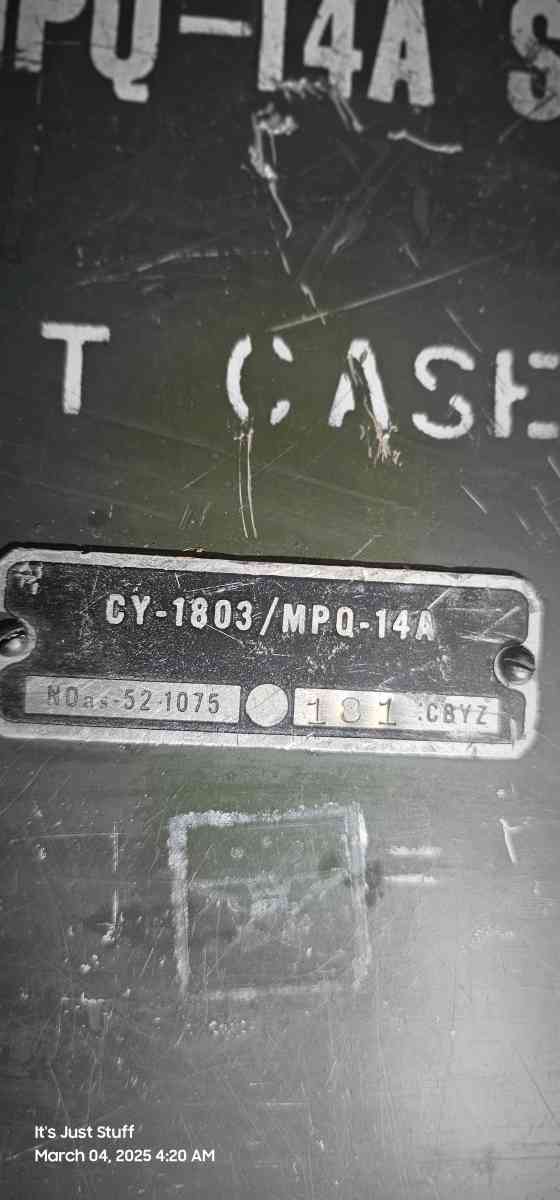 MPQ-14A S
T CASE
CY-1803/MPQ-14A
NOas-52-1075 181 :CBYZ
It's Just Stuff
March 04, 2025 4:20 AM